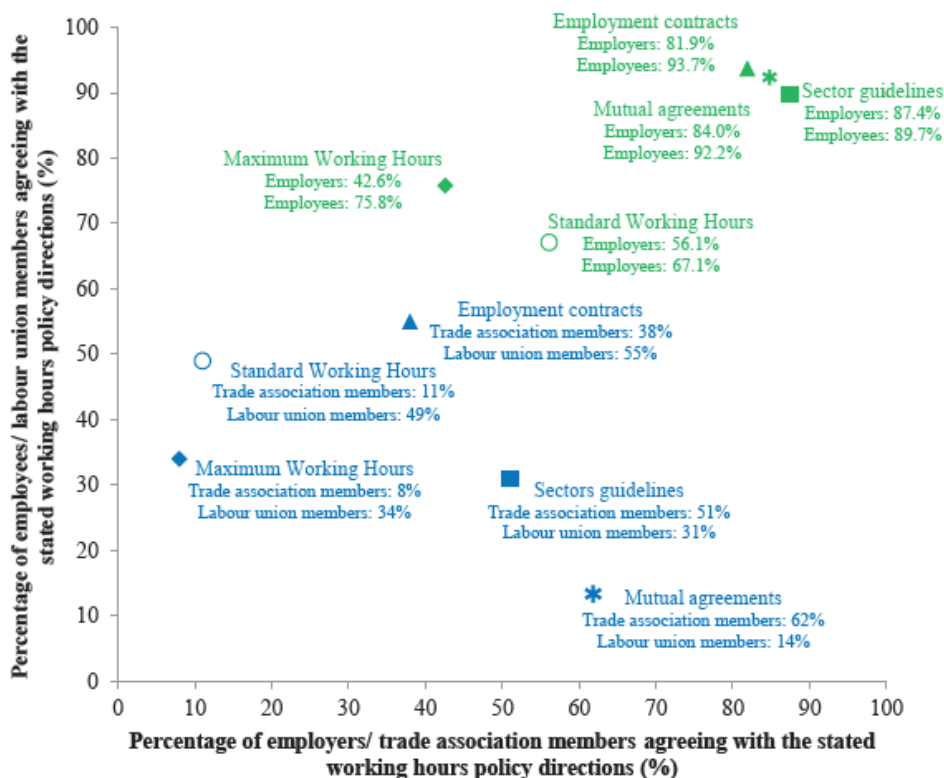 Percentage of employees/ labour union members agreeing with the
stated working hours policy directions (%)
100
90
80
70
60
50
40
30
20
10
0
Employment contracts
Employers: 81.9%
Employees: 93.7%
Sector guidelines
Employers: 87.4%
Employees: 89.7%
Mutual agreements
Employers: 84.0%
Employees: 92.2%
Maximum Working Hours
Employers: 42.6%
Employees: 75.8%
Standard Working Hours
Employers: 56.1%
Employees: 67.1%
Employment contracts
Trade association members: 38%
Labour union members: 55%
Standard Working Hours
Trade association members: 11%
Labour union members: 49%
Maximum Working Hours
Trade association members: 8%
Labour union members: 34%
Sectors guidelines
Trade association members: 51%
Labour union members: 31%
Mutual agreements
Trade association members: 62%
Labour union members: 14%
0 10 20 30 40 50 60 70 80 90 100
Percentage of employers/ trade association members agreeing with the stated
working hours policy directions (%)